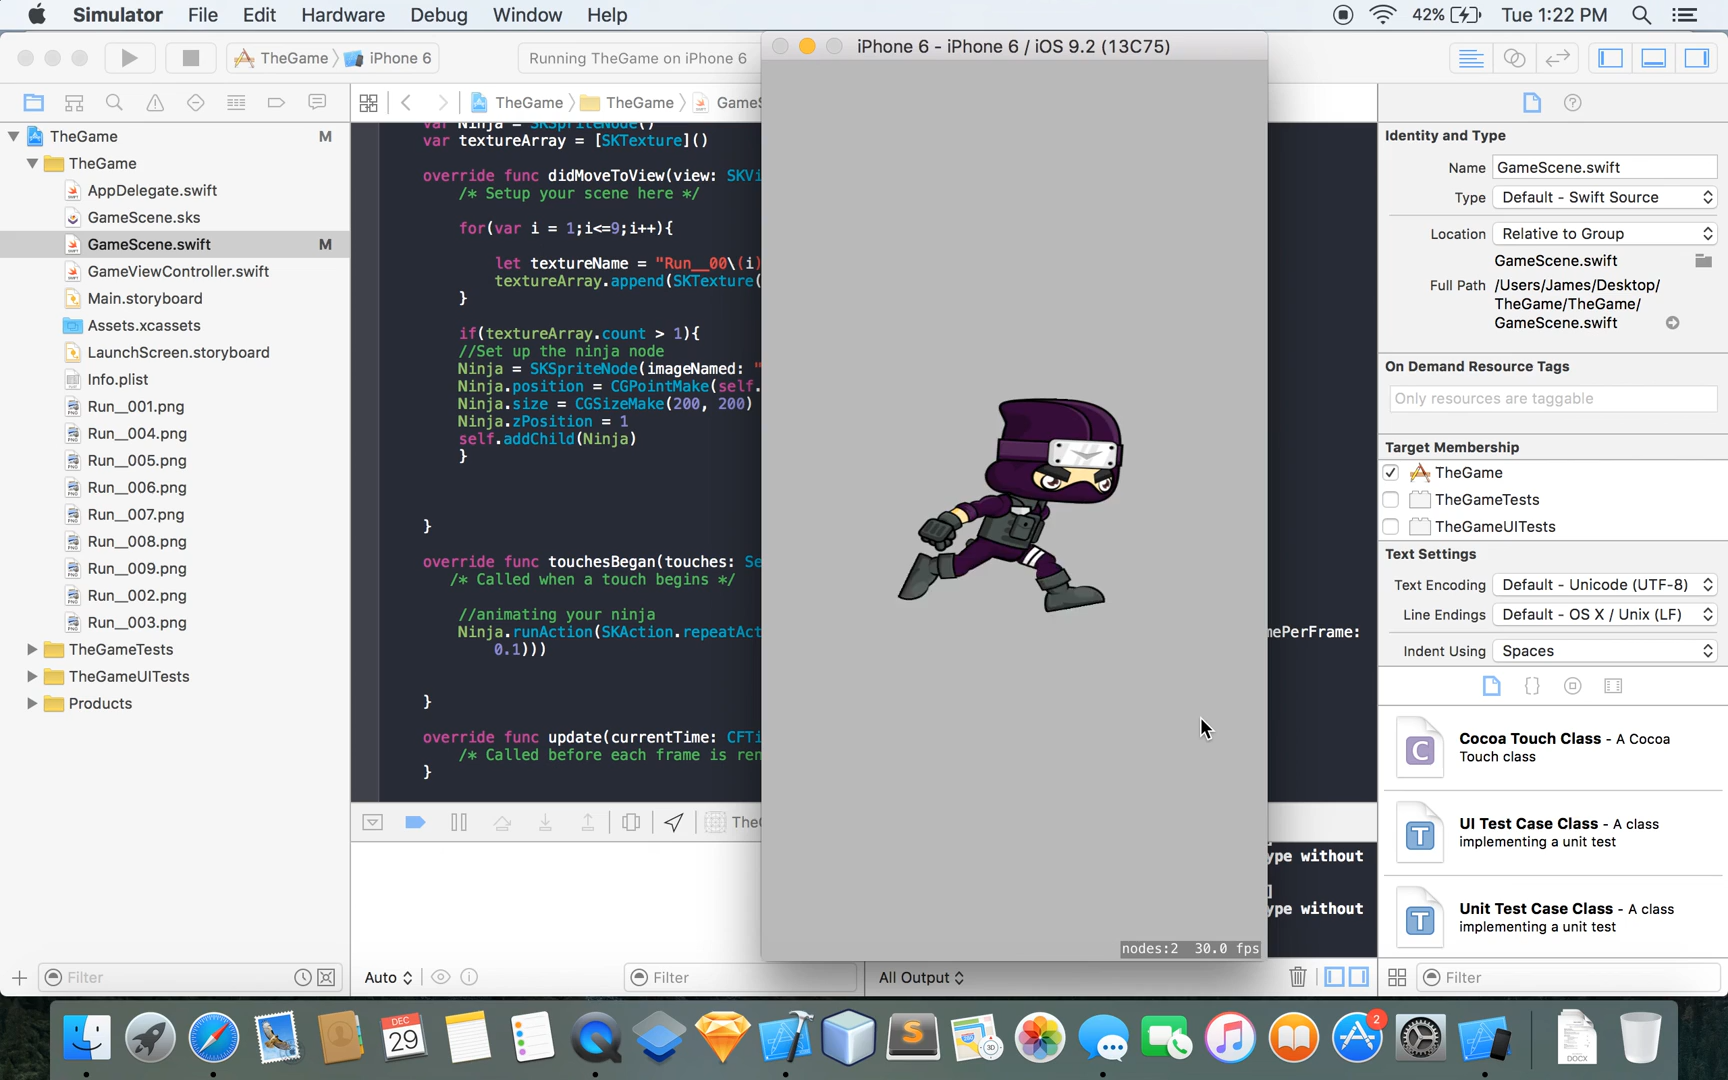 Simulator File Edit Hardware Debug Window Help 42% Tue 1:22 PM
TheGame iPhone 6 Running TheGame on iPhone 6
iPhone 6 - iPhone 6 / iOS 9.2 (13C75)
TheGame TheGame
TheGame M
TheGame
AppDelegate.swift
GameScene.sks
GameScene.swift M
GameViewController.swift
Main.storyboard
Assets.xcassets
LaunchScreen.storyboard
Info.plist
Run__001.png
Run__004.png
Run__005.png
Run__006.png
Run__007.png
Run__008.png
Run__009.png
Run__002.png
Run__003.png
TheGameTests
TheGameUITests
Products
Filter
var Ninja = SKSpriteNode()
var textureArray = [SKTexture]()
override func didMoveToView(view: SKVi
/* Setup your scene here */
for(var i = 1;i<=9;i++){
let textureName = "Run__00\(i)
textureArray.append(SKTexture(
}
if(textureArray.count > 1){
//Set up the ninja node
Ninja = SKSpriteNode(imageNamed: "
Ninja.position = CGPointMake(self.
Ninja.size = CGSizeMake(200, 200)
Ninja.zPosition = 1
self.addChild(Ninja)
}
}
override func touchesBegan(touches: Se
/* Called when a touch begins */
//animating your ninja
Ninja.runAction(SKAction.repeatAct
mePerFrame:
0.1)))
}
override func update(currentTime: CFTi
/* Called before each frame is ren
}
nodes:2 30.0 fps
ype without
]
ype without
Auto Filter All Output
Identity and Type
Name GameScene.swift
Type Default - Swift Source
Location Relative to Group
GameScene.swift
Full Path /Users/James/Desktop/
TheGame/TheGame/
GameScene.swift
On Demand Resource Tags
Only resources are taggable
Target Membership
TheGame
TheGameTests
TheGameUITests
Text Settings
Text Encoding Default - Unicode (UTF-8)
Line Endings Default - OS X / Unix (LF)
Indent Using Spaces
C Cocoa Touch Class - A Cocoa
Touch class
T UI Test Case Class - A class
implementing a unit test
T Unit Test Case Class - A class
implementing a unit test
Filter
DEC
29
S
2
DOCX